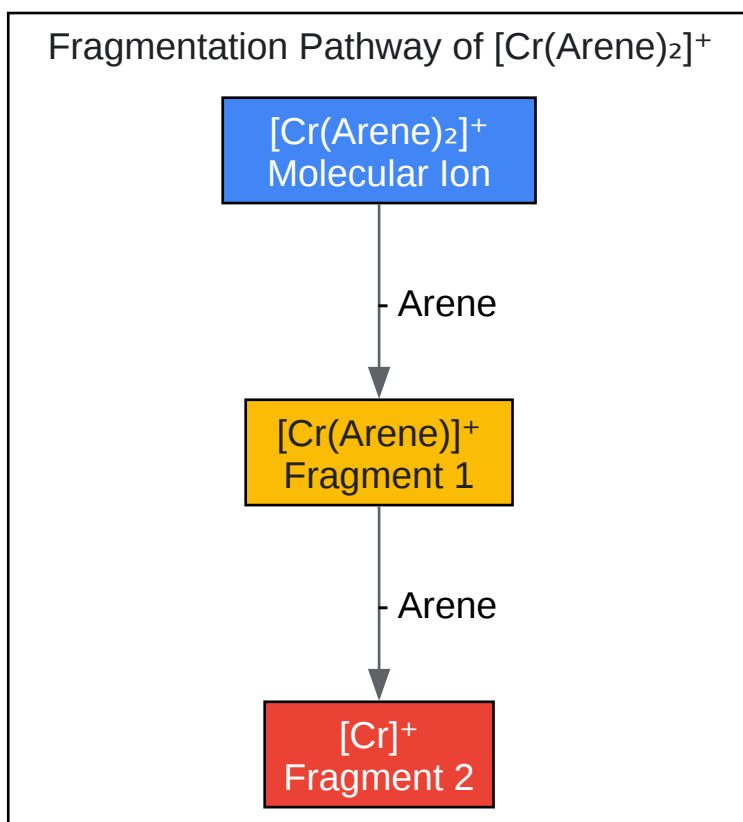 Fragmentation Pathway of [Cr(Arene)₂]⁺
[Cr(Arene)₂]⁺
Molecular Ion
- Arene
[Cr(Arene)]⁺
Fragment 1
- Arene
[Cr]⁺
Fragment 2